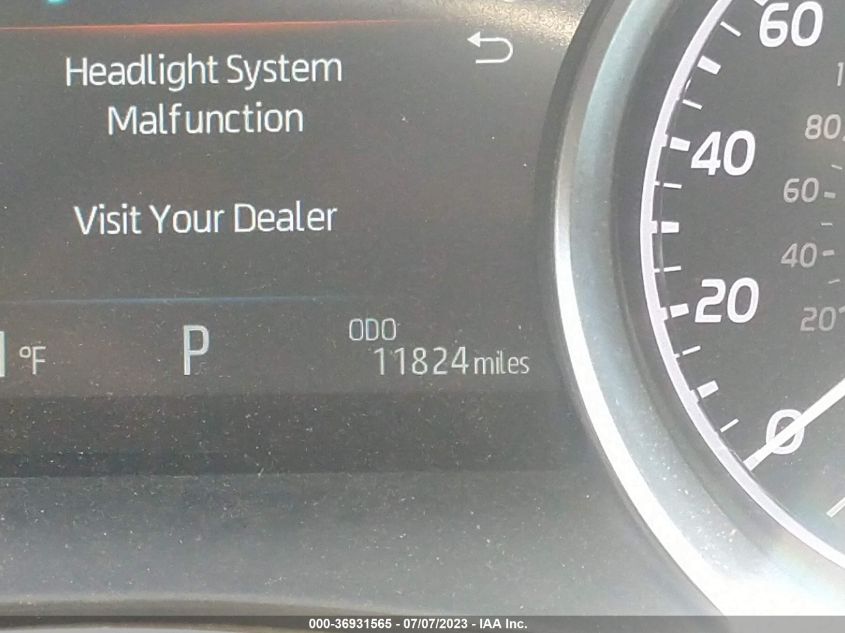 Headlight System
Malfunction
Visit Your Dealer
°F
P
ODO
11824 miles
60
40
20
0
80
60
40
20
000-36931565 - 07/07/2023 - IAA Inc.